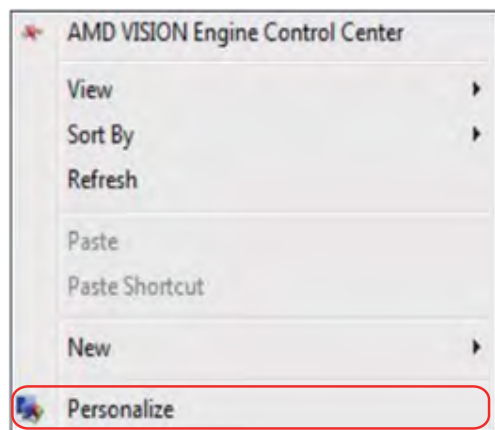 AMD VISION Engine Control Center
View
Sort By
Refresh
Paste
Paste Shortcut
New
Personalize